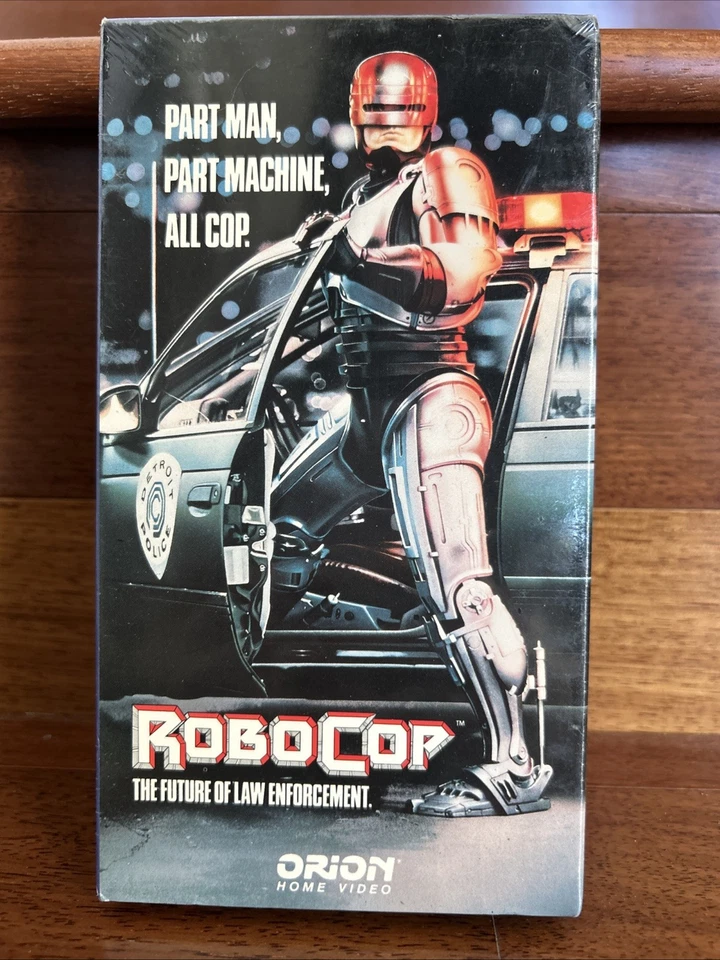 PART MAN,
PART MACHINE,
ALL COP.
DETROIT
POLICE
ROBOCOP™
THE FUTURE OF LAW ENFORCEMENT.
ORION®
HOME VIDEO